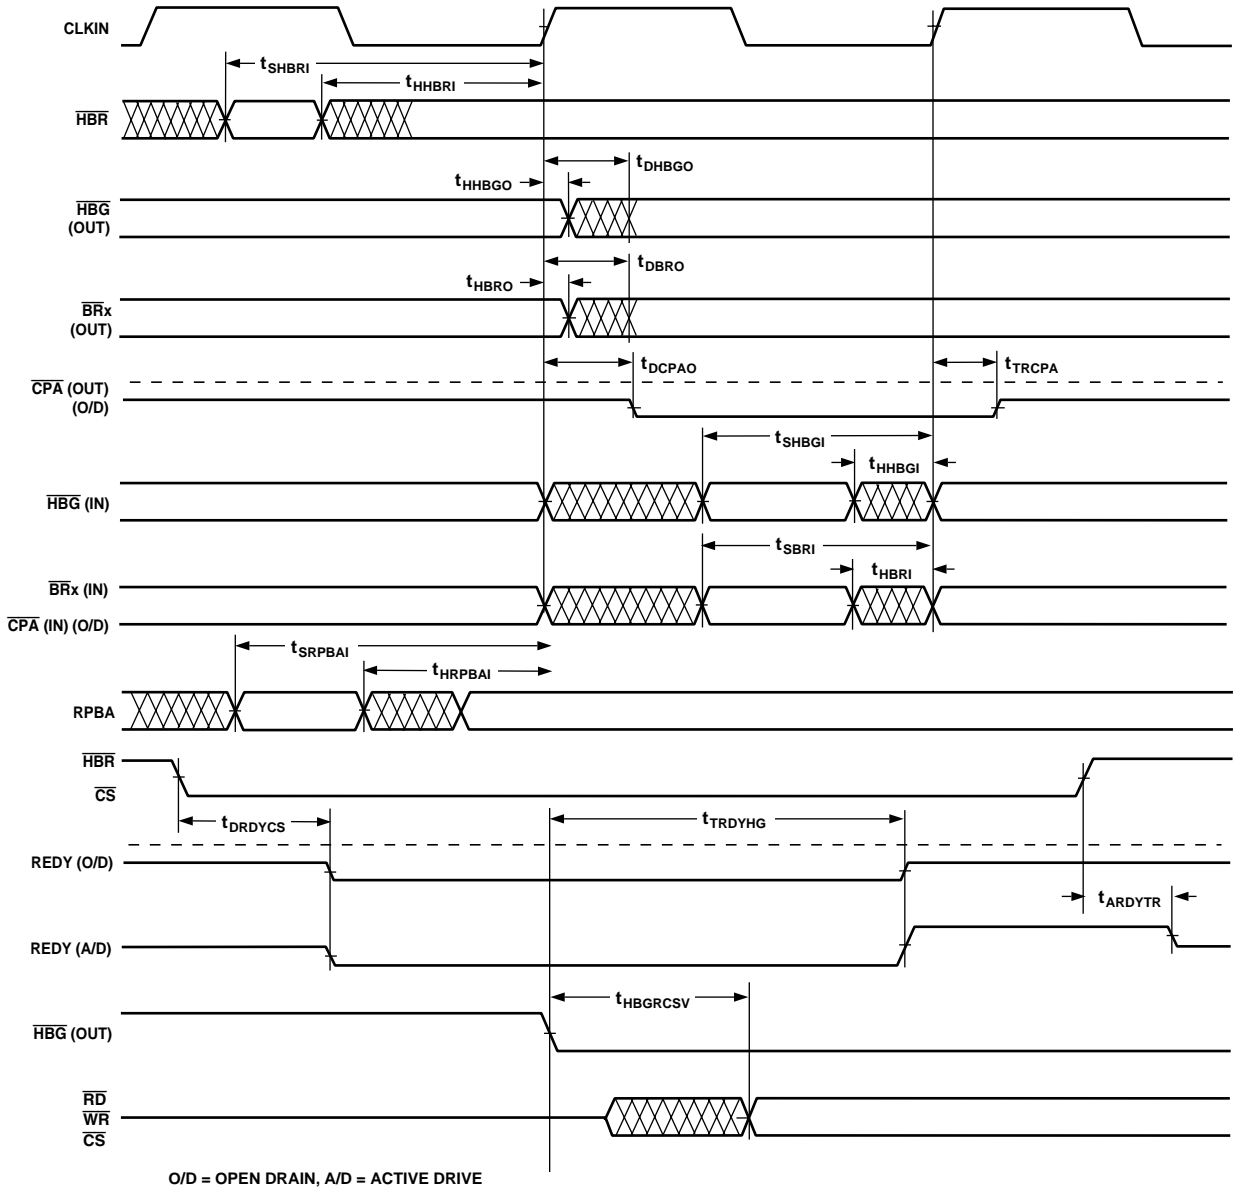 CLKIN
tSHBRI
tHHBRI
HBR
tDHBGO
tHHBGO
HBG
(OUT)
tDBRO
tHBRO
BRx
(OUT)
tDCPAO
tTRCPA
CPA (OUT)
(O/D)
tSHBGI
tHHBGI
HBG (IN)
tSBRI
tHBRI
BRx (IN)
CPA (IN) (O/D)
tSRPBAI
tHRPBAI
RPBA
HBR
CS
tDRDYCS
tTRDYHG
REDY (O/D)
tARDYTR
REDY (A/D)
tHBGRCSV
HBG (OUT)
RD
WR
CS
O/D = OPEN DRAIN, A/D = ACTIVE DRIVE